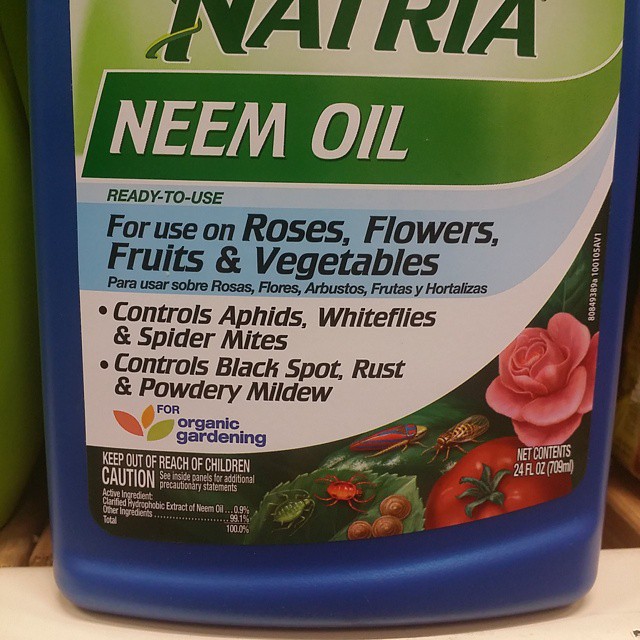 NATRIA
NEEM OIL
READY-TO-USE
For use on Roses, Flowers,
Fruits & Vegetables
Para usar sobre Rosas, Flores, Arbustos, Frutas y Hortalizas
• Controls Aphids, Whiteflies
& Spider Mites
• Controls Black Spot, Rust
& Powdery Mildew
FOR
organic
gardening
KEEP OUT OF REACH OF CHILDREN
CAUTION See inside panels for additional
precautionary statements
Active Ingredient:
Clarified Hydrophobic Extract of Neem Oil ... 0.9%
Other Ingredients ........................ 99.1%
Total 100.0%
NET CONTENTS
24 FL OZ (709ml)
80849389a 100105AV1